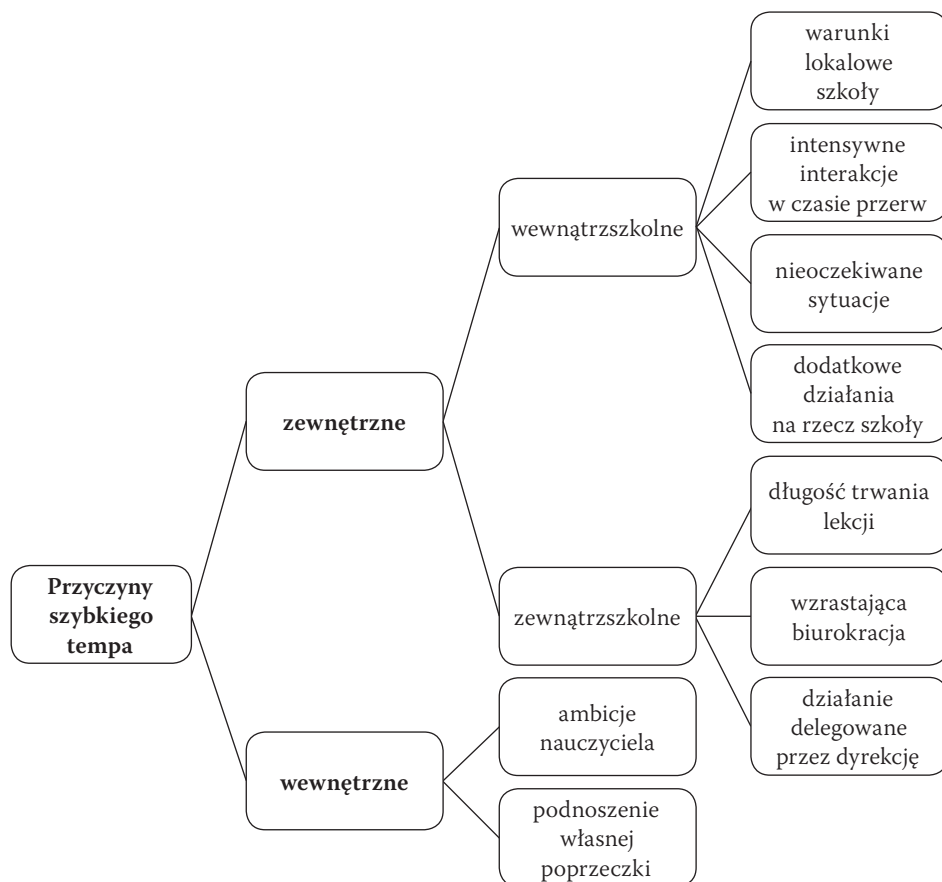 warunki
lokalowe
szkoły
intensywne
interakcje
w czasie przerw
wewnątrzszkolne
nieoczekiwane
sytuacje
dodatkowe
działania
na rzecz szkoły
zewnętrzne
długość trwania
lekcji
Przyczyny
szybkiego
tempa
zewnątrzszkolne
wzrastająca
biurokracja
działanie
delegowane
przez dyrekcję
ambicje
nauczyciela
wewnętrzne
podnoszenie
własnej
poprzeczki